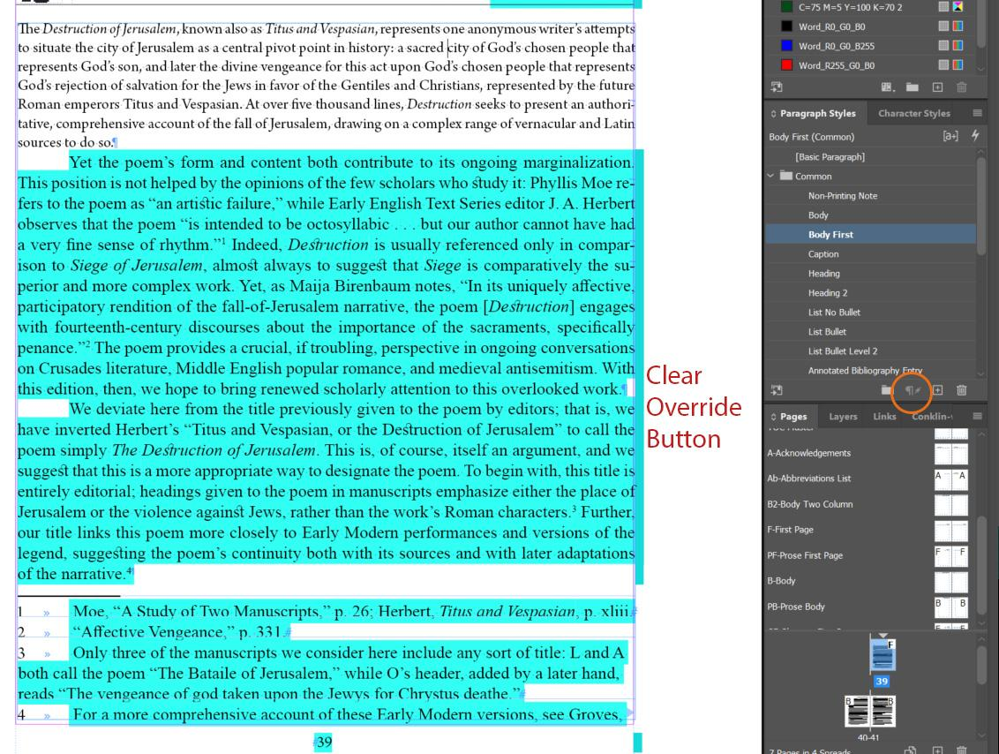 The Destruction of Jerusalem, known also as Titus and Vespasian, represents one anonymous writer's attempts
to situate the city of Jerusalem as a central pivot point in history: a sacred city of God's chosen people that
represents God's son, and later the divine vengeance for this act upon God's chosen people that represents
God's rejection of salvation for the Jews in favor of the Gentiles and Christians, represented by the future
Roman emperors Titus and Vespasian. At over five thousand lines, Destruction seeks to present an authori-
tative, comprehensive account of the fall of Jerusalem, drawing on a complex range of vernacular and Latin
sources to do so.¶
Yet the poem's form and content both contribute to its ongoing marginalization.
This position is not helped by the opinions of the few scholars who study it: Phyllis Moe re-
fers to the poem as “an artistic failure,” while Early English Text Series editor J. A. Herbert
observes that the poem “is intended to be octosyllabic . . . but our author cannot have had
a very fine sense of rhythm.”1 Indeed, Destruction is usually referenced only in compar-
ison to Siege of Jerusalem, almost always to suggest that Siege is comparatively the su-
perior and more complex work. Yet, as Maija Birenbaum notes, “In its uniquely affective,
participatory rendition of the fall-of-Jerusalem narrative, the poem [Destruction] engages
with fourteenth-century discourses about the importance of the sacraments, specifically
penance.”2 The poem provides a crucial, if troubling, perspective in ongoing conversations
on Crusades literature, Middle English popular romance, and medieval antisemitism. With
this edition, then, we hope to bring renewed scholarly attention to this overlooked work.¶
We deviate here from the title previously given to the poem by editors; that is, we
have inverted Herbert's “Titus and Vespasian, or the Destruction of Jerusalem” to call the
poem simply The Destruction of Jerusalem. This is, of course, itself an argument, and we
suggest that this is a more appropriate way to designate the poem. To begin with, this title is
entirely editorial; headings given to the poem in manuscripts emphasize either the place of
Jerusalem or the violence against Jews, rather than the work's Roman characters.3 Further,
our title links this poem more closely to Early Modern performances and versions of the
legend, suggesting the poem's continuity both with its sources and with later adaptations
of the narrative.4
1 » Moe, “A Study of Two Manuscripts,” p. 26; Herbert, Titus and Vespasian, p. xliii.#
2 » “Affective Vengeance,” p. 331.#
3 » Only three of the manuscripts we consider here include any sort of title: L and A
both call the poem “The Bataile of Jerusalem,” while O's header, added by a later hand,
reads “The vengeance of god taken upon the Jewys for Chrystus deathe.”#
4 » For a more comprehensive account of these Early Modern versions, see Groves,
#39
Clear
Override
Button
C=75 M=5 Y=100 K=70 2
Word_R0_G0_B0
Word_R0_G0_B255
Word_R255_G0_B0
Paragraph Styles Character Styles
Body First (Common) [a+]
[Basic Paragraph]
Common
Non-Printing Note
Body
Body First
Caption
Heading
Heading 2
List No Bullet
List Bullet
List Bullet Level 2
Annotated Bibliography Entry
Pages Layers Links
A-Acknowledgements
Ab-Abbreviations List A A
B2-Body Two Column
F-First Page
PF-Prose First Page F F
B-Body
PB-Prose Body B B
F
39
B B
40-41
7 Pages in 4 Spreads